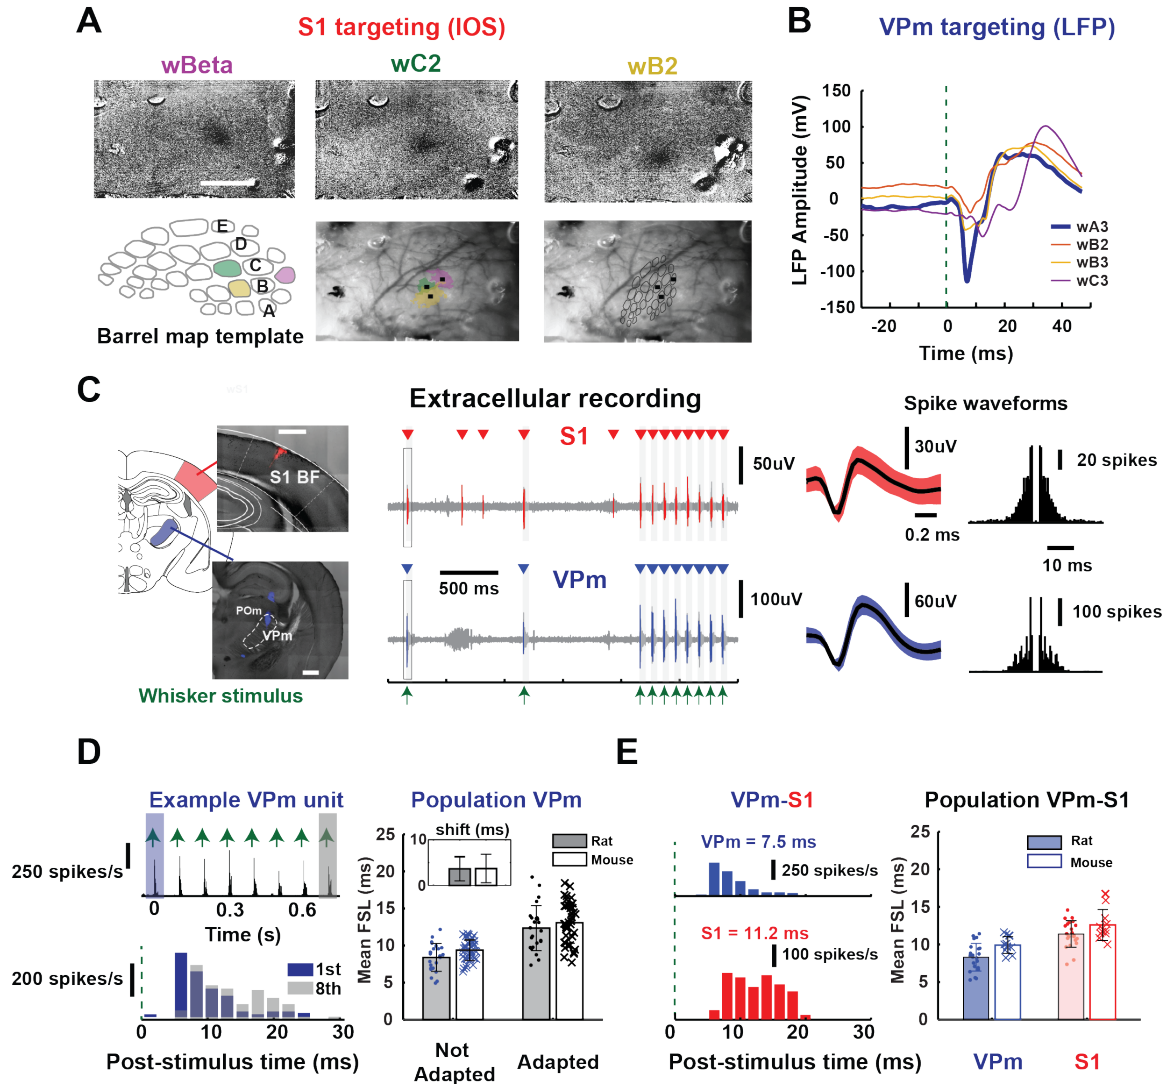 A
S1 targeting (IOS)
wBeta
wC2
wB2
E
D
C
B
A
Barrel map template
B
VPm targeting (LFP)
LFP Amplitude (mV)
150
100
50
0
-50
-100
-150
-20
0
20
40
Time (ms)
wA3
wB2
wB3
wC3
C
wS1
S1 BF
POm
VPm
Whisker stimulus
Extracellular recording
S1
50uV
500 ms
VPm
100uV
Spike waveforms
30uV
20 spikes
0.2 ms
10 ms
60uV
100 spikes
D
Example VPm unit
250 spikes/s
0
0.3
0.6
Time (s)
200 spikes/s
1st
8th
0
10
20
30
Post-stimulus time (ms)
Population VPm
Mean FSL (ms)
25
20
15
10
5
0
shift (ms)
10
0
Rat
Mouse
Not
Adapted
Adapted
E
VPm-S1
VPm = 7.5 ms
250 spikes/s
S1 = 11.2 ms
100 spikes/s
0
10
20
30
Post-stimulus time (ms)
Population VPm-S1
Mean FSL (ms)
25
20
15
10
5
0
Rat
Mouse
VPm
S1